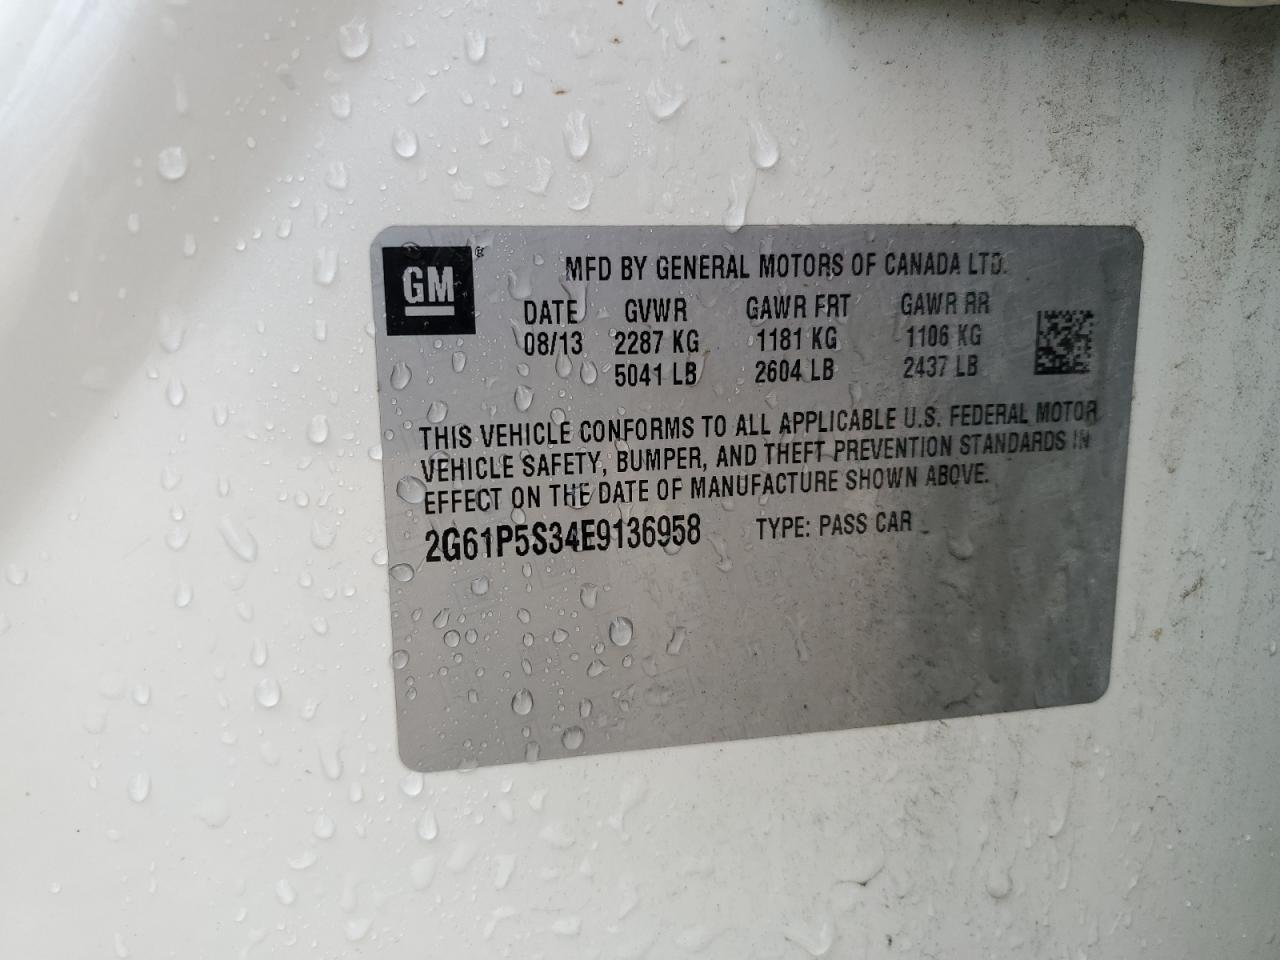 GM®
MFD BY GENERAL MOTORS OF CANADA LTD.
DATE GVWR GAWR FRT GAWR RR
08/13 2287 KG 1181 KG 1106 KG
5041 LB 2604 LB 2437 LB
THIS VEHICLE CONFORMS TO ALL APPLICABLE U.S. FEDERAL MOTOR
VEHICLE SAFETY, BUMPER, AND THEFT PREVENTION STANDARDS IN
EFFECT ON THE DATE OF MANUFACTURE SHOWN ABOVE.
2G61P5S34E9136958 TYPE: PASS CAR